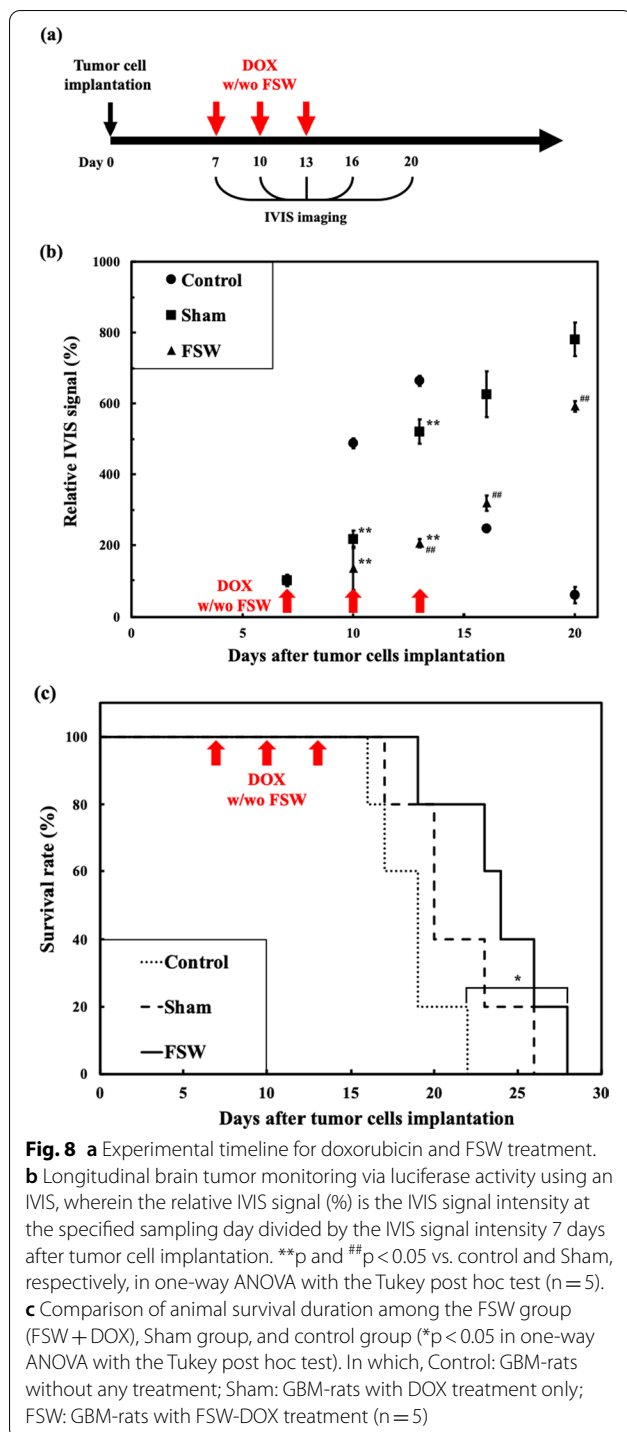 (a)
Tumor cell
implantation
DOX
w/wo FSW
Day 0 7 10 13 16 20
IVIS imaging
(b)
Relative IVIS signal (%)
1000
800
600
400
200
0
Control
Sham
FSW
**
**
**
**
##
##
##
DOX
w/wo FSW
0 5 10 15 20
Days after tumor cells implantation
(c)
Survival rate (%)
100
80
60
40
20
0
DOX
w/wo FSW
Control
Sham
FSW
*
0 5 10 15 20 25 30
Days after tumor cells implantation
Fig. 8 a Experimental timeline for doxorubicin and FSW treatment.
b Longitudinal brain tumor monitoring via luciferase activity using an
IVIS, wherein the relative IVIS signal (%) is the IVIS signal intensity at
the specified sampling day divided by the IVIS signal intensity 7 days
after tumor cell implantation. **p and ##p < 0.05 vs. control and Sham,
respectively, in one-way ANOVA with the Tukey post hoc test (n = 5).
c Comparison of animal survival duration among the FSW group
(FSW + DOX), Sham group, and control group (*p < 0.05 in one-way
ANOVA with the Tukey post hoc test). In which, Control: GBM-rats
without any treatment; Sham: GBM-rats with DOX treatment only;
FSW: GBM-rats with FSW-DOX treatment (n = 5)